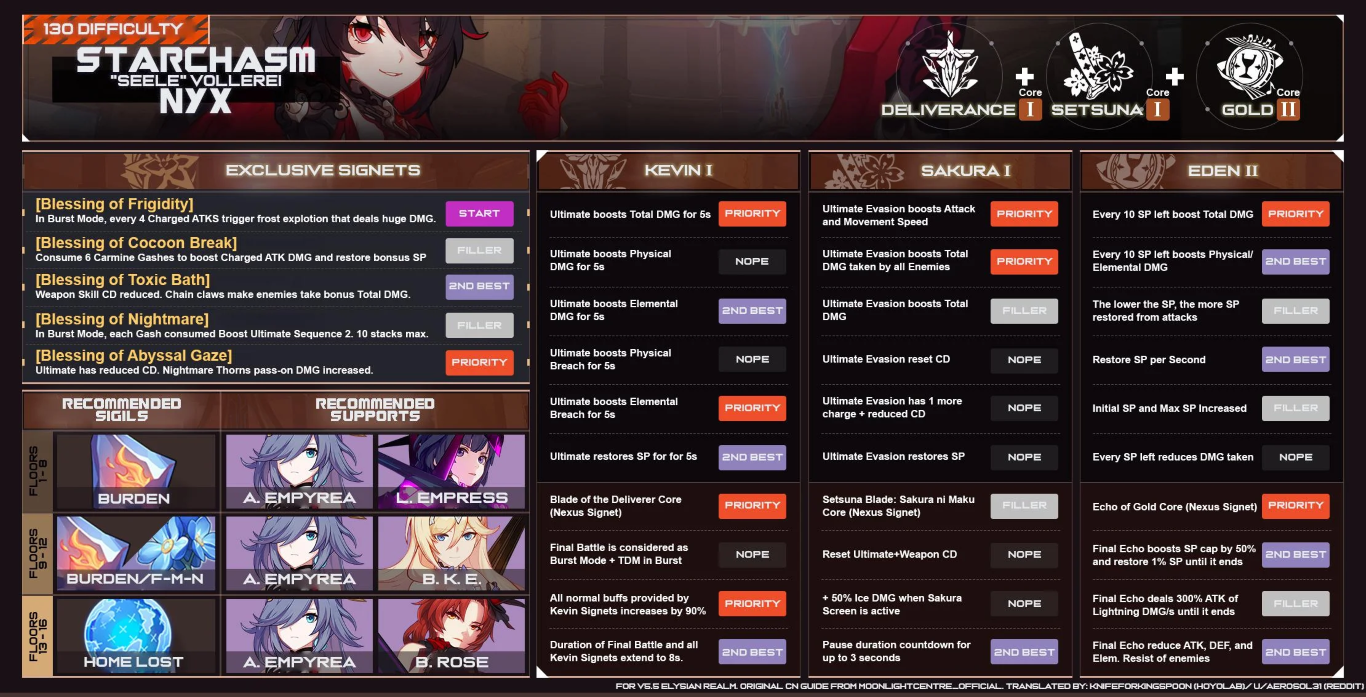 130 DIFFICULTY
STARCHASM
"SEELE" VOLLEREI
NYX
DELIVERANCE Core I + SETSUNA Core I + GOLD Core II
EXCLUSIVE SIGNETS
[Blessing of Frigidity]
In Burst Mode, every 4 Charged ATKS trigger frost explotion that deals huge DMG.
START
[Blessing of Cocoon Break]
Consume 6 Carmine Gashes to boost Charged ATK DMG and restore bonsus SP
FILLER
[Blessing of Toxic Bath]
Weapon Skill CD reduced. Chain claws make enemies take bonus Total DMG.
2ND BEST
[Blessing of Nightmare]
In Burst Mode, each Gash consumed Boost Ultimate Sequence 2. 10 stacks max.
FILLER
[Blessing of Abyssal Gaze]
Ultimate has reduced CD. Nightmare Thorns pass-on DMG increased.
PRIORITY
RECOMMENDED
SIGILS
RECOMMENDED
SUPPORTS
FLOORS
1 - 8
BURDEN
A. EMPYREA
L. EMPRESS
FLOORS
9 - 12
BURDEN/F-M-N
A. EMPYREA
B. K. E.
FLOORS
13 - 16
HOME LOST
A. EMPYREA
B. ROSE
KEVIN I
Ultimate boosts Total DMG for 5s
PRIORITY
Ultimate boosts Physical
DMG for 5s
NOPE
Ultimate boosts Elemental
DMG for 5s
2ND BEST
Ultimate boosts Physical
Breach for 5s
NOPE
Ultimate boosts Elemental
Breach for 5s
PRIORITY
Ultimate restores SP for for 5s
2ND BEST
Blade of the Deliverer Core
(Nexus Signet)
PRIORITY
Final Battle is considered as
Burst Mode + TDM in Burst
NOPE
All normal buffs provided by
Kevin Signets increases by 90%
PRIORITY
Duration of Final Battle and all
Kevin Signets extend to 8s.
2ND BEST
SAKURA I
Ultimate Evasion boosts Attack
and Movement Speed
PRIORITY
Ultimate Evasion boosts Total
DMG taken by all Enemies
PRIORITY
Ultimate Evasion boosts Total
DMG
FILLER
Ultimate Evasion reset CD
NOPE
Ultimate Evasion has 1 more
charge + reduced CD
NOPE
Ultimate Evasion restores SP
NOPE
Setsuna Blade: Sakura ni Maku
Core (Nexus Signet)
FILLER
Reset Ultimate+Weapon CD
NOPE
+ 50% Ice DMG when Sakura
Screen is active
NOPE
Pause duration countdown for
up to 3 seconds
2ND BEST
EDEN II
Every 10 SP left boost Total DMG
PRIORITY
Every 10 SP left boosts Physical/
Elemental DMG
2ND BEST
The lower the SP, the more SP
restored from attacks
FILLER
Restore SP per Second
2ND BEST
Initial SP and Max SP Increased
FILLER
Every SP left reduces DMG taken
NOPE
Echo of Gold Core (Nexus Signet)
PRIORITY
Final Echo boosts SP cap by 50%
and restore 1% SP until it ends
2ND BEST
Final Echo deals 300% ATK of
Lightning DMG/s until it ends
FILLER
Final Echo reduce ATK, DEF, and
Elem. Resist of enemies
2ND BEST
FOR V5.5 ELYSIAN REALM. ORIGINAL CN GUIDE FROM MOONLIGHTCENTRE_OFFICIAL. TRANSLATED BY: KNIFEFORKINGSPOON (HOYOLAB)/ U/AEROSOL31 (REDDIT)